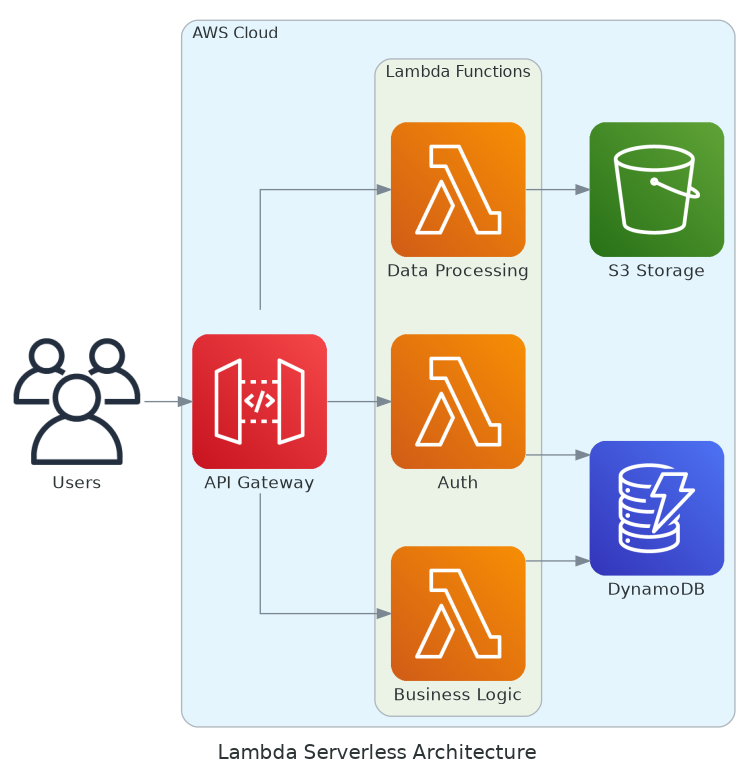 AWS Cloud
Lambda Functions
Data Processing
S3 Storage
</>
Users
API Gateway
Auth
DynamoDB
Business Logic
Lambda Serverless Architecture